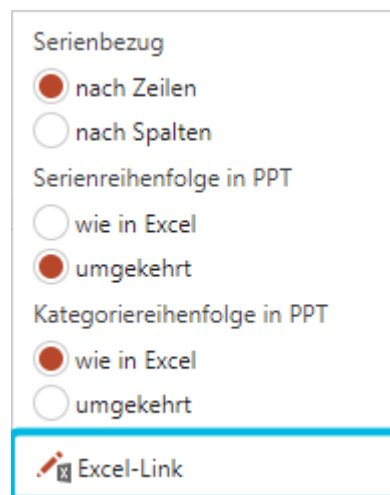 Serienbezug
nach Zeilen
nach Spalten
Serienreihenfolge in PPT
wie in Excel
umgekehrt
Kategoriereihenfolge in PPT
wie in Excel
umgekehrt
X Excel-Link